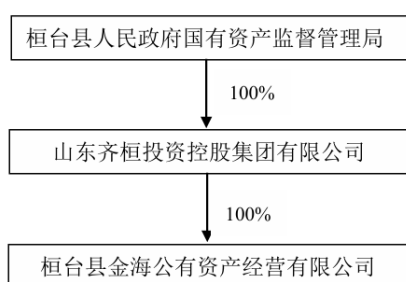 桓台县人民政府国有资产监督管理局
100%
山东齐桓投资控股集团有限公司
100%
桓台县金海公有资产经营有限公司